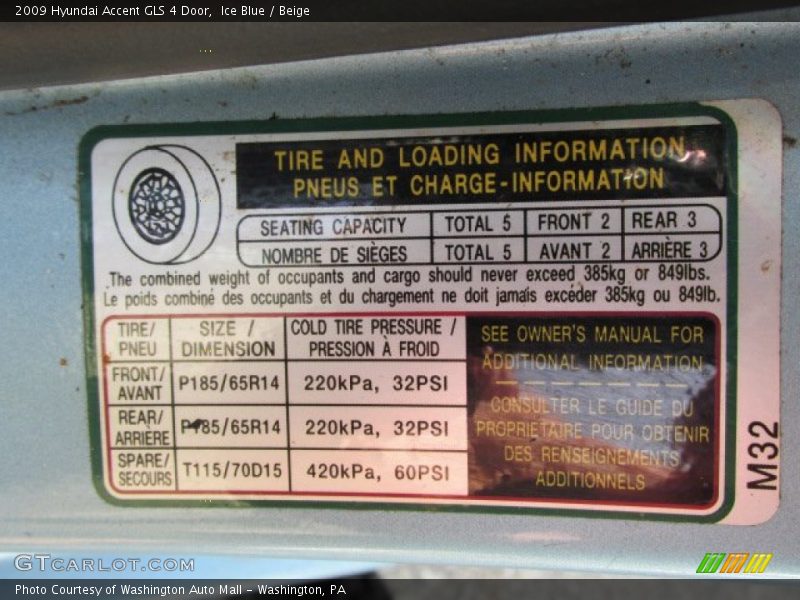 2009 Hyundai Accent GLS 4 Door,  Ice Blue / Beige
TIRE AND LOADING INFORMATION
PNEUS ET CHARGE-INFORMATION
SEATING CAPACITY TOTAL 5 FRONT 2 REAR 3
NOMBRE DE SIÈGES TOTAL 5 AVANT 2 ARRIÈRE 3
The combined weight of occupants and cargo should never exceed 385kg or 849lbs.
Le poids combiné des occupants et du chargement ne doit jamais excéder 385kg ou 849lb.
TIRE/ SIZE / COLD TIRE PRESSURE /
PNEU DIMENSION PRESSION À FROID
FRONT/
AVANT P185/65R14 220kPa, 32PSI
REAR/
ARRIÈRE P185/65R14 220kPa, 32PSI
SPARE/
SECOURS T115/70D15 420kPa, 60PSI
SEE OWNER'S MANUAL FOR
ADDITIONAL INFORMATION
CONSULTER LE GUIDE DU
PROPRIÉTAIRE POUR OBTENIR
DES RENSEIGNEMENTS
ADDITIONNELS
M32
GTCARLOT.COM
Photo Courtesy of Washington Auto Mall - Washington, PA